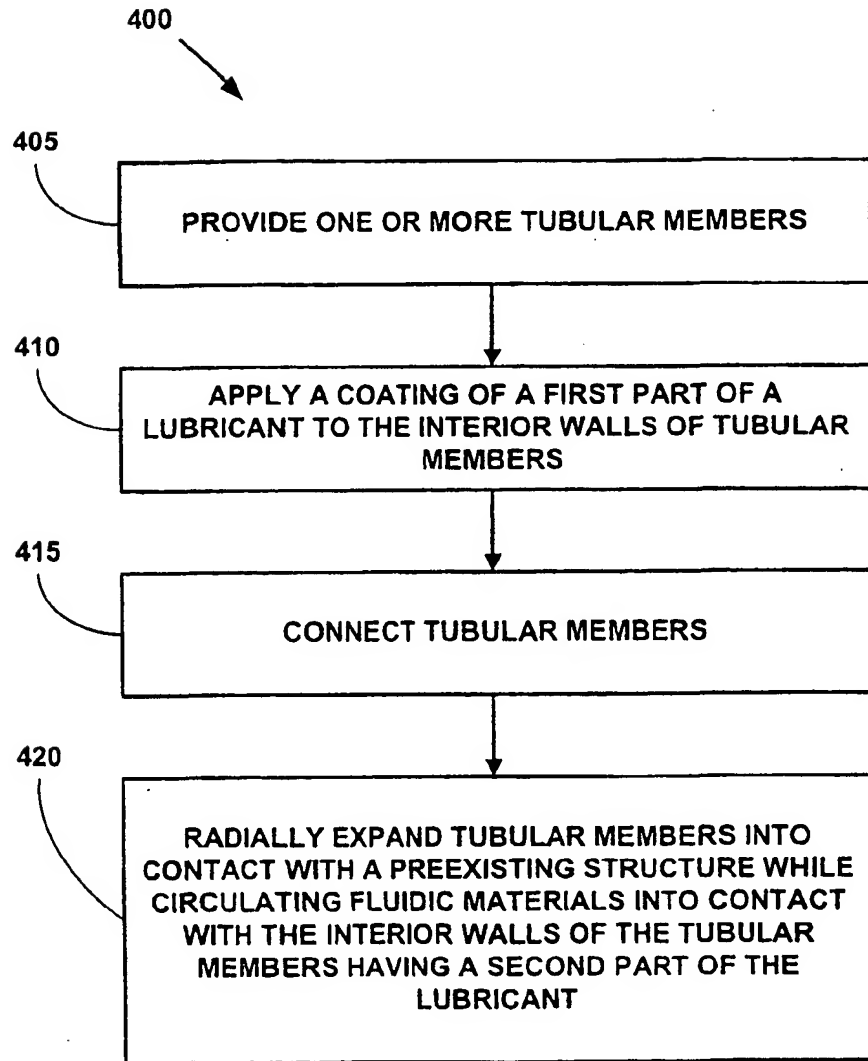 400
405
PROVIDE ONE OR MORE TUBULAR MEMBERS
410
APPLY A COATING OF A FIRST PART OF A
LUBRICANT TO THE INTERIOR WALLS OF TUBULAR
MEMBERS
415
CONNECT TUBULAR MEMBERS
420
RADIALLY EXPAND TUBULAR MEMBERS INTO
CONTACT WITH A PREEXISTING STRUCTURE WHILE
CIRCULATING FLUIDIC MATERIALS INTO CONTACT
WITH THE INTERIOR WALLS OF THE TUBULAR
MEMBERS HAVING A SECOND PART OF THE
LUBRICANT